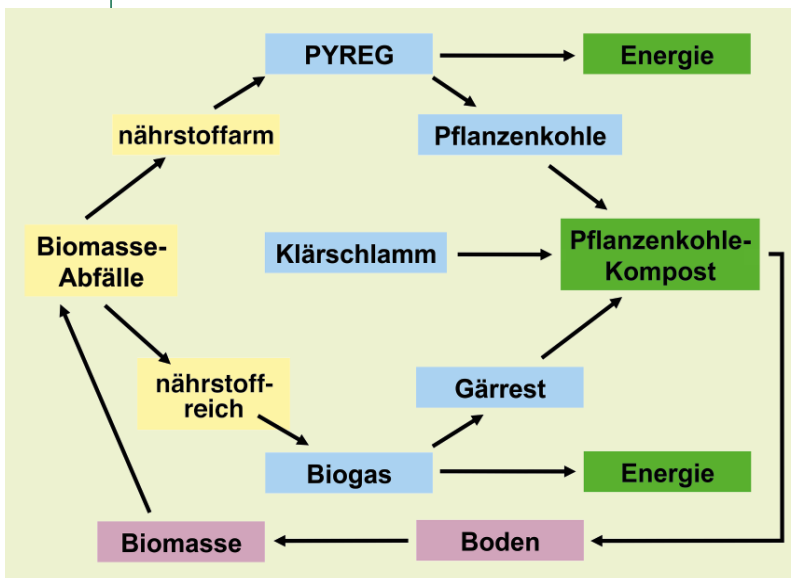 PYREG
Energie
nährstoffarm
Pflanzenkohle
Biomasse-
Abfälle
Klärschlamm
Pflanzenkohle-
Kompost
nährstoff-
reich
Gärrest
Biogas
Energie
Biomasse
Boden